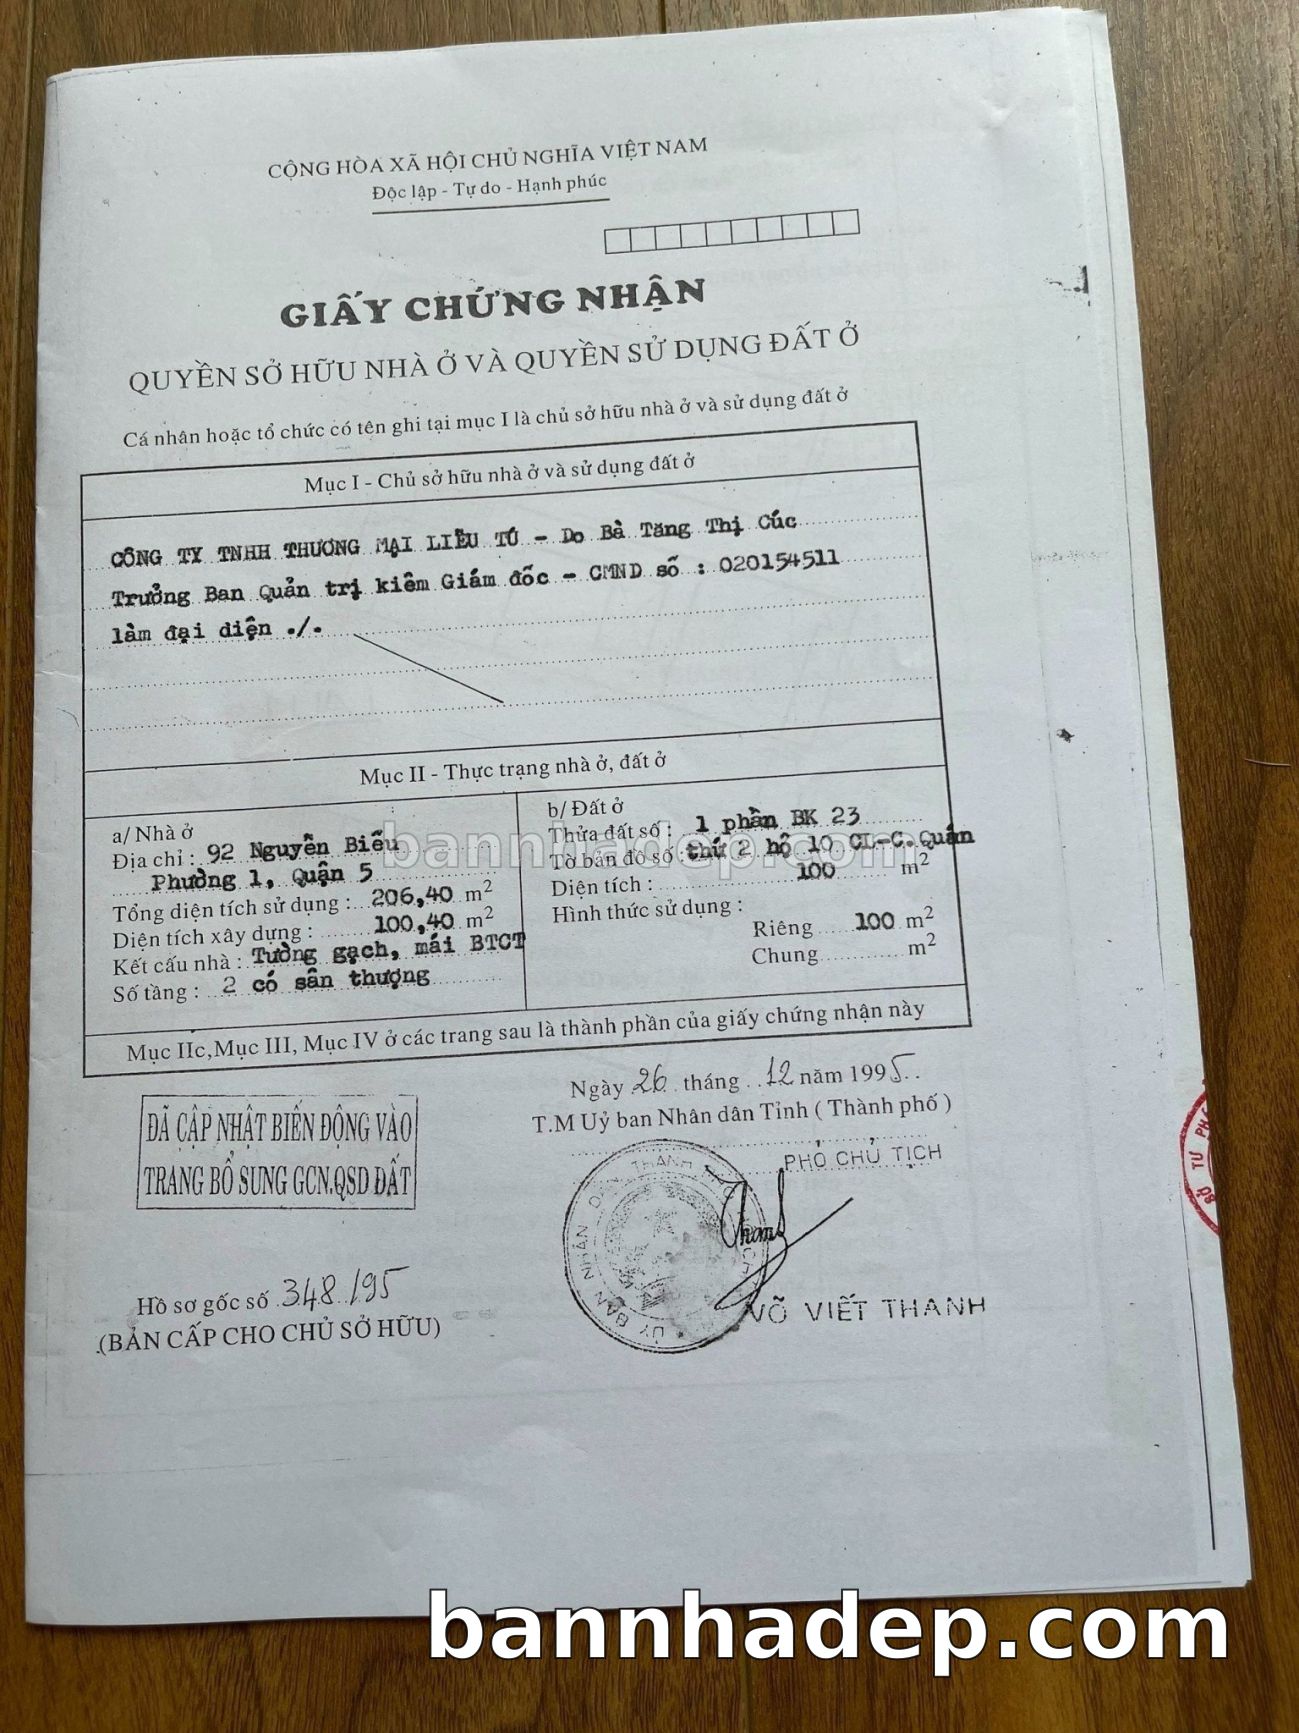 CỘNG HÒA XÃ HỘI CHỦ NGHĨA VIỆT NAM
Độc lập - Tự do - Hạnh phúc
GIẤY CHỨNG NHẬN
QUYỀN SỞ HỮU NHÀ Ở VÀ QUYỀN SỬ DỤNG ĐẤT Ở
Cá nhân hoặc tổ chức có tên ghi tại mục I là chủ sở hữu nhà ở và sử dụng đất ở
Mục I - Chủ sở hữu nhà ở và sử dụng đất ở
CÔNG TY TNHH THƯƠNG MẠI LIỄU TÚ - Do Bà Tăng Thị Cúc
Trưởng Ban Quản trị kiêm Giám đốc - CMND số : 020154511
làm đại diện ./.
Mục II - Thực trạng nhà ở, đất ở
a/ Nhà ở
Địa chỉ : 92 Nguyễn Biểu
Phường 1, Quận 5
Tổng diện tích sử dụng : 206,40 m2
Diện tích xây dựng : 100,40 m2
Kết cấu nhà : Tường gạch, mái BTCT
Số tầng : 2 có sân thượng
b/ Đất ở
Thửa đất số : 1 phần BK 23
Tờ bản đồ số : thứ 2 hộ 10 CL-C.Quán
Diện tích : 100 m2
Hình thức sử dụng :
Riêng 100 m2
Chung m2
bannhadep.com
Mục IIc, Mục III, Mục IV ở các trang sau là thành phần của giấy chứng nhận này
Ngày 26 tháng 12 năm 1995
T.M Uỷ ban Nhân dân Tỉnh ( Thành phố )
PHÓ CHỦ TỊCH
ĐÃ CẬP NHẬT BIẾN ĐỘNG VÀO
TRANG BỔ SUNG GCN.QSD ĐẤT
ỦY BAN NHÂN DÂN THÀNH
SỞ TƯ PH
VÕ VIẾT THANH
Hồ sơ gốc số 348/95
(BẢN CẤP CHO CHỦ SỞ HỮU)
bannhadep.com